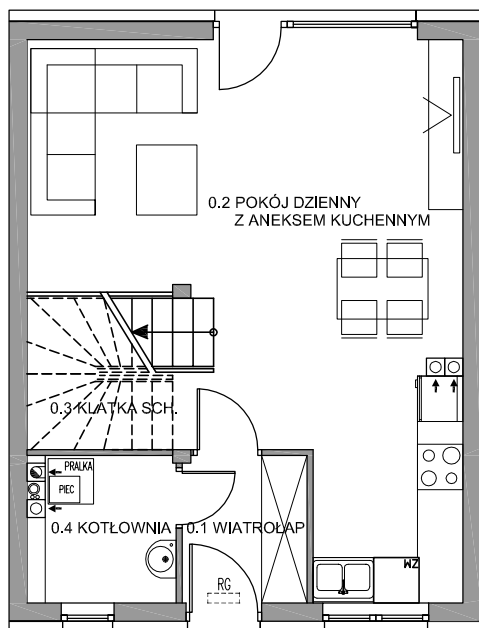 0.2 POKÓJ DZIENNY
Z ANEKSEM KUCHENNYM
0.3 KLATKA SCH.
PRALKA
PIEC
0.4 KOTŁOWNIA
0.1 WIATROŁAP
RG
ZM